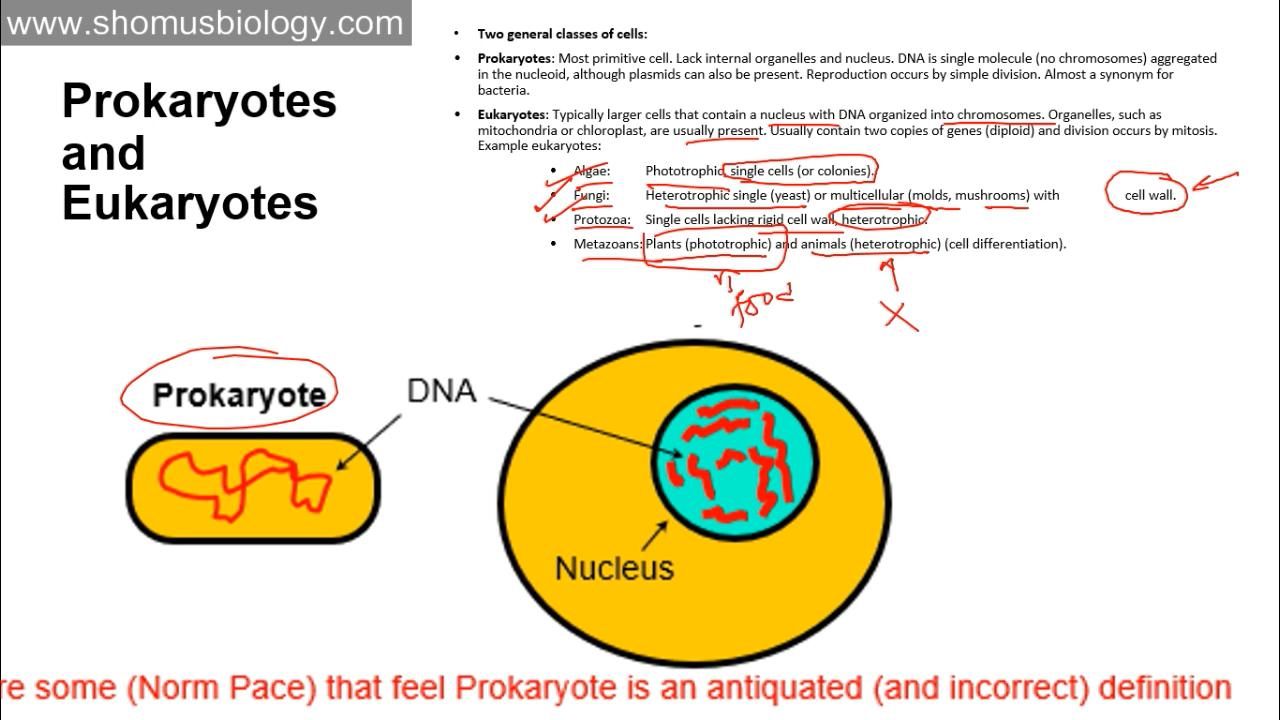 www.shomusbiology.com
Prokaryotes
and
Eukaryotes
• Two general classes of cells:
• Prokaryotes: Most primitive cell. Lack internal organelles and nucleus. DNA is single molecule (no chromosomes) aggregated
in the nucleoid, although plasmids can also be present. Reproduction occurs by simple division. Almost a synonym for
bacteria.
• Eukaryotes: Typically larger cells that contain a nucleus with DNA organized into chromosomes. Organelles, such as
mitochondria or chloroplast, are usually present. Usually contain two copies of genes (diploid) and division occurs by mitosis.
Example eukaryotes:
• Algae: Phototrophic, single cells (or colonies).
• Fungi: Heterotrophic single (yeast) or multicellular (molds, mushrooms) with cell wall.
• Protozoa: Single cells lacking rigid cell wall, heterotrophic.
• Metazoans: Plants (phototrophic) and animals (heterotrophic) (cell differentiation).
food
X
Prokaryote
DNA
Nucleus
re some (Norm Pace) that feel Prokaryote is an antiquated (and incorrect) definition